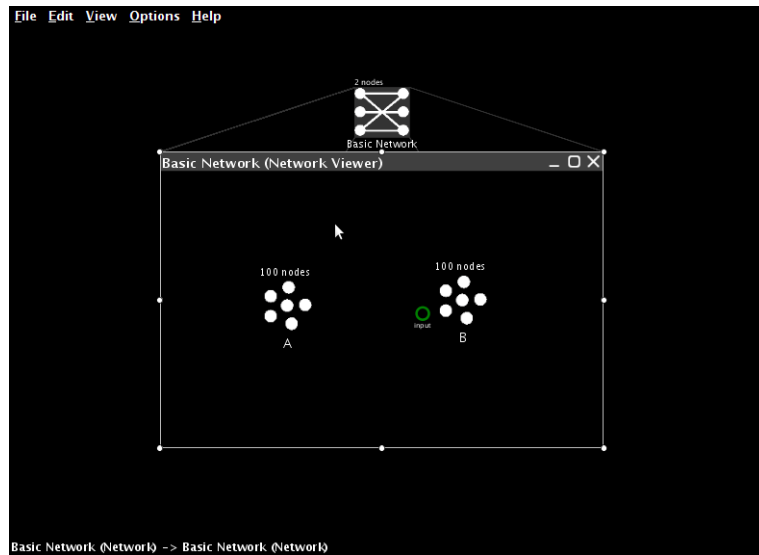 File Edit View Options Help
2 nodes
Basic Network
Basic Network (Network Viewer)
100 nodes
100 nodes
input
B
A
Basic Network (Network) -> Basic Network (Network)